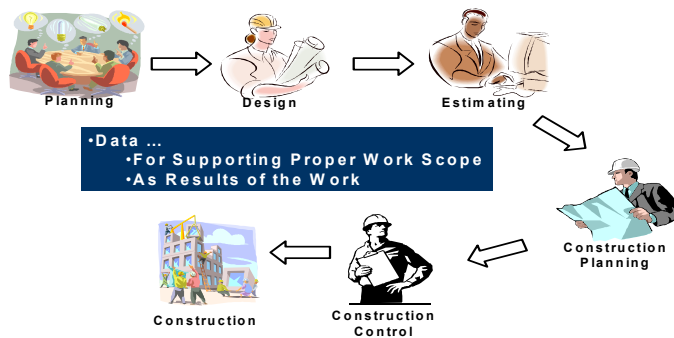 Planning
Design
Estimating
•Data …
•For Supporting Proper Work Scope
•As Results of the Work
Construction
Planning
Construction
Control
Construction